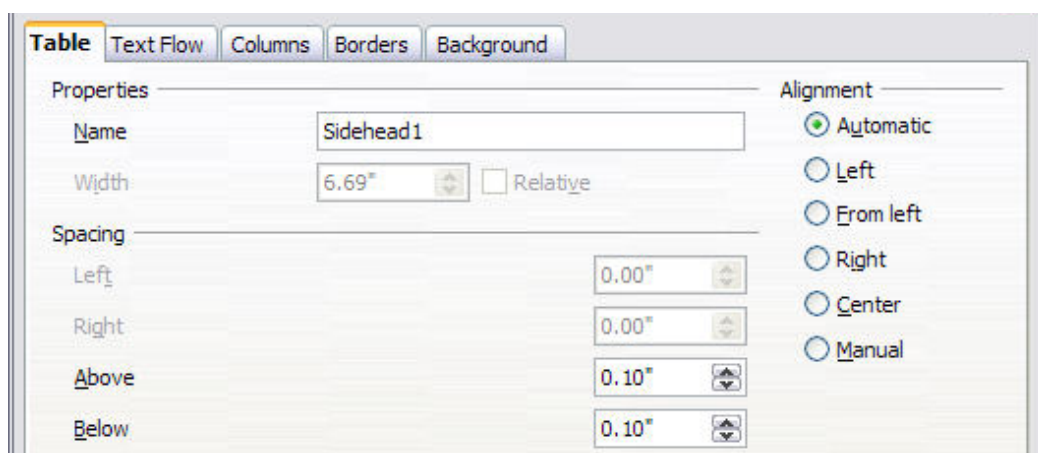 Table Text Flow Columns Borders Background
Properties
Name Sidehead1
Width 6.69" Relative
Spacing
Left 0.00"
Right 0.00"
Above 0.10"
Below 0.10"
Alignment
Automatic
Left
From left
Right
Center
Manual